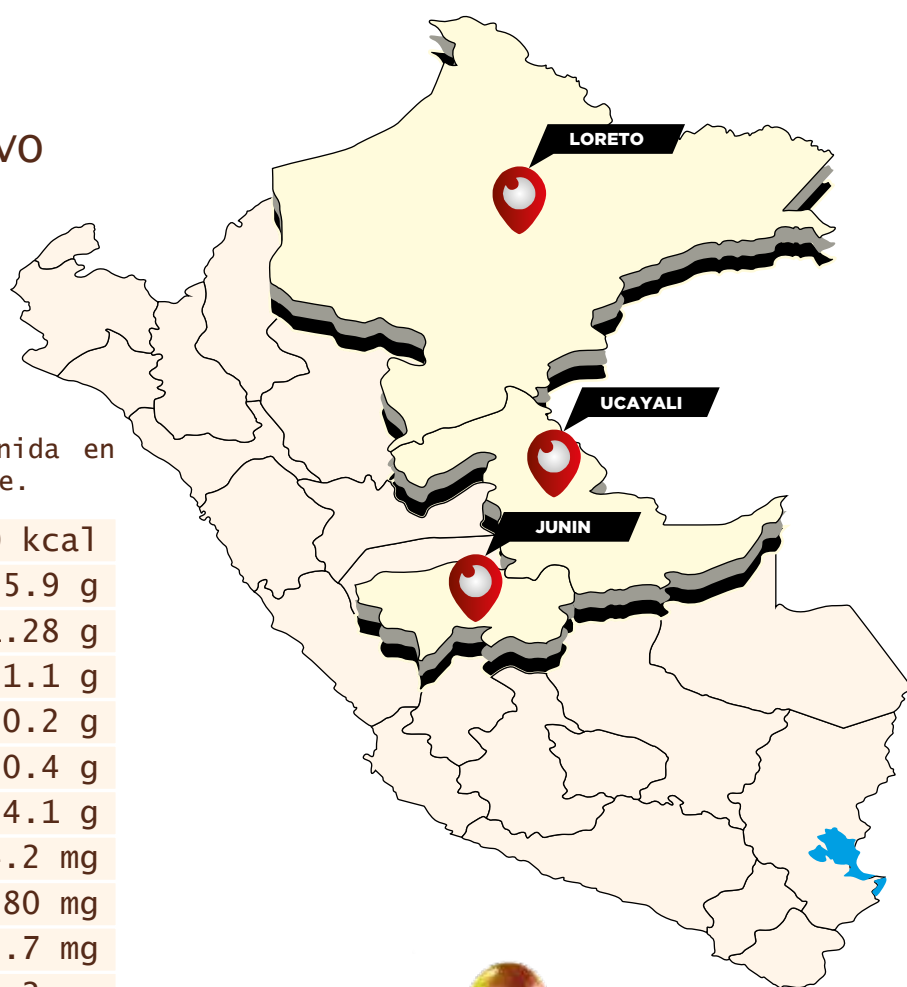 VO
LORETO
UCAYALI
nida en
e.
JUNIN
kcal
5.9 g
.28 g
1.1 g
0.2 g
0.4 g
4.1 g
.2 mg
80 mg
.7 mg